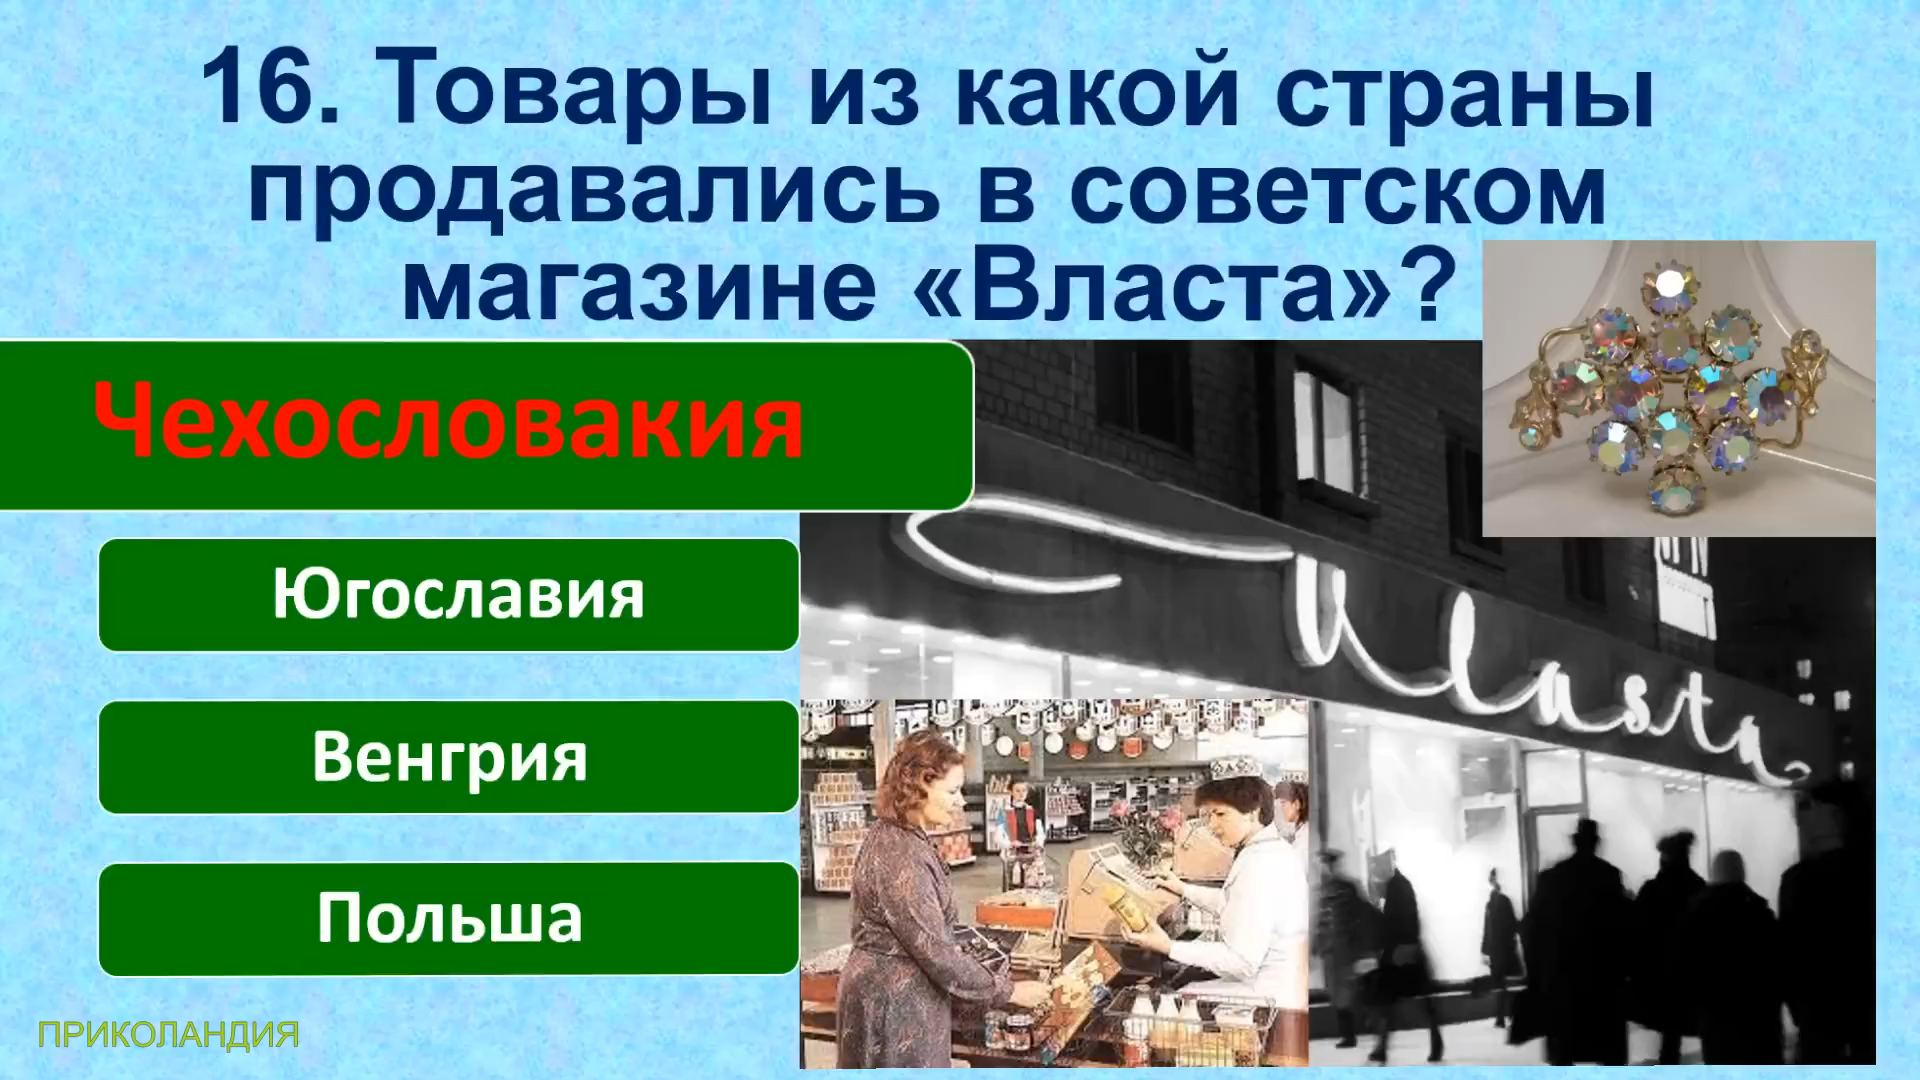 16. Товары из какой страны
продавались в советском
магазине «Власта»?
Чехословакия
Югославия
Венгрия
Польша
Vlasta
ПРИКОЛАНДИЯ